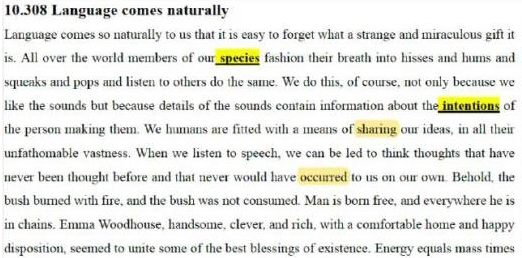 10.308 Language comes naturally
Language comes so naturally to us that it is easy to forget what a strange and miraculous gift it
is. All over the world members of our species fashion their breath into hisses and hums and
squeaks and pops and listen to others do the same. We do this, of course, not only because we
like the sounds but because details of the sounds contain information about the intentions of
the person making them. We humans are fitted with a means of sharing our ideas, in all their
unfathomable vastness. When we listen to speech, we can be led to think thoughts that have
never been thought before and that never would have occurred to us on our own. Behold, the
bush burned with fire, and the bush was not consumed. Man is born free, and everywhere he is
in chains. Emma Woodhouse, handsome, clever, and rich, with a comfortable home and happy
disposition, seemed to unite some of the best blessings of existence. Energy equals mass times